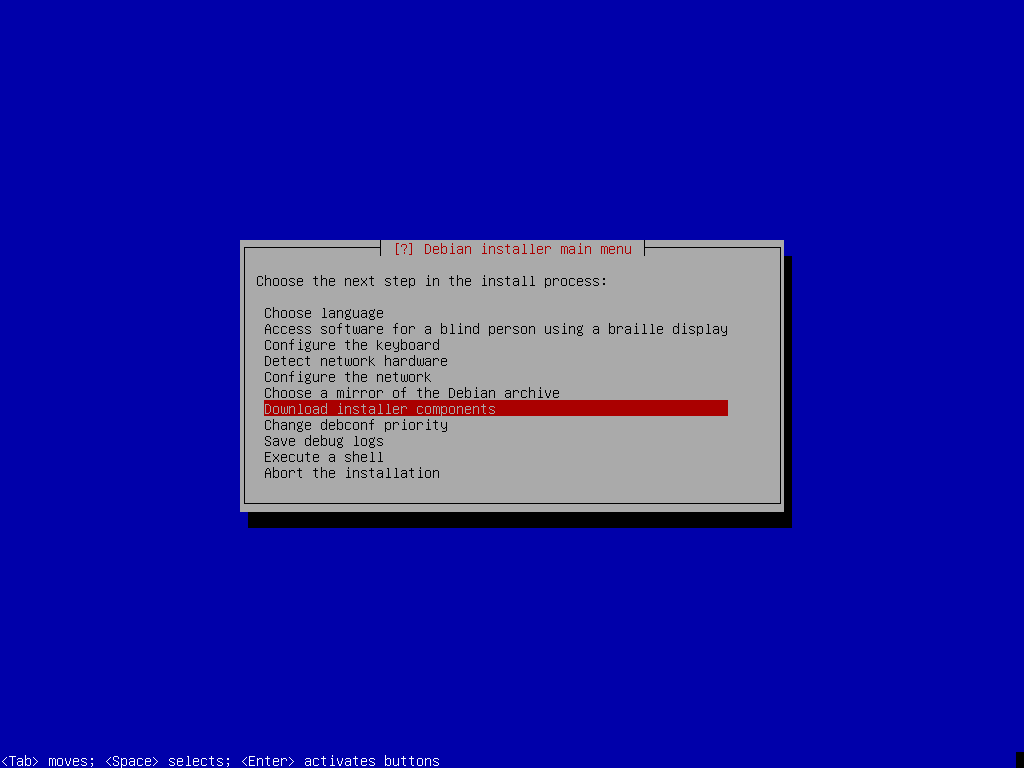 [?] Debian installer main menu
Choose the next step in the install process:
Choose language
Access software for a blind person using a braille display
Configure the keyboard
Detect network hardware
Configure the network
Choose a mirror of the Debian archive
Download installer components
Change debconf priority
Save debug logs
Execute a shell
Abort the installation
<Tab> moves; <Space> selects; <Enter> activates buttons